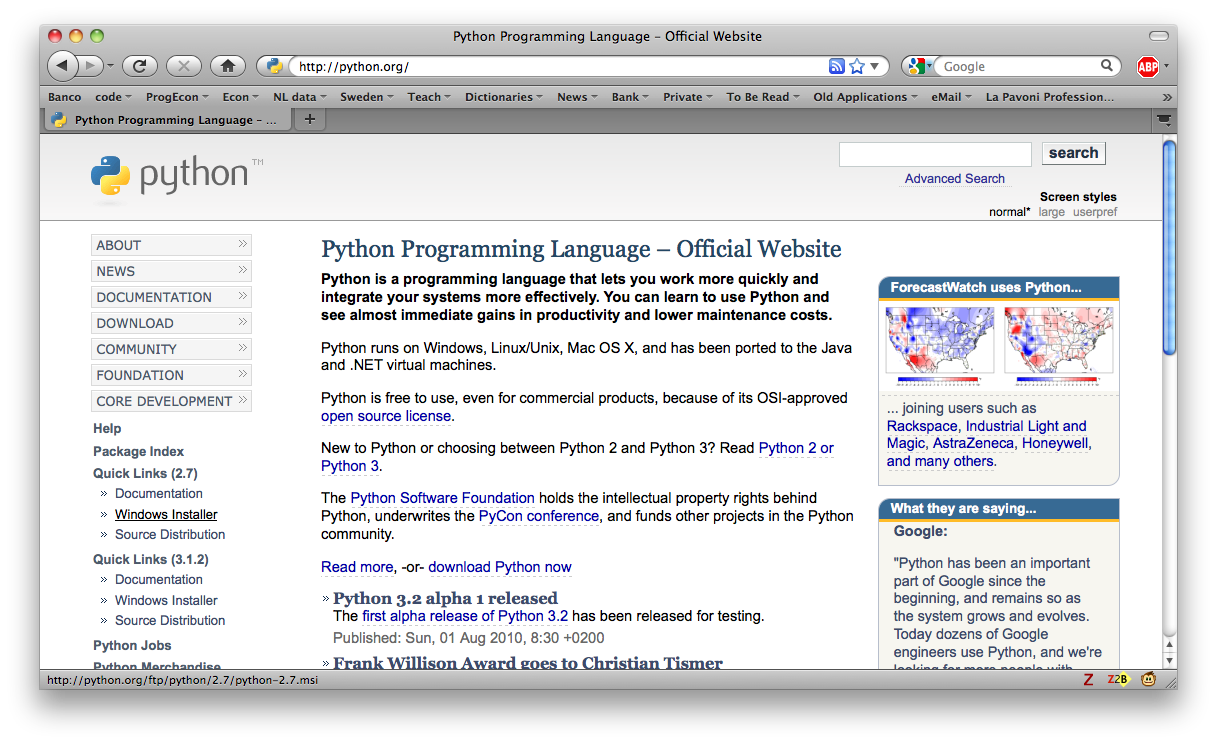 Python Programming Language – Official Website
http://python.org/
Google
ABP
Banco code ProgEcon Econ NL data Sweden Teach Dictionaries News Bank Private To Be Read Old Applications eMail La Pavoni Profession... »
Python Programming Language – ... +
python™
search
Advanced Search
Screen styles
normal* large userpref
ABOUT »
NEWS »
DOCUMENTATION »
DOWNLOAD »
COMMUNITY »
FOUNDATION »
CORE DEVELOPMENT »
Help
Package Index
Quick Links (2.7)
» Documentation
» Windows Installer
» Source Distribution
Quick Links (3.1.2)
» Documentation
» Windows Installer
» Source Distribution
Python Jobs
Python Merchandise
Python Programming Language – Official Website
Python is a programming language that lets you work more quickly and
integrate your systems more effectively. You can learn to use Python and
see almost immediate gains in productivity and lower maintenance costs.
Python runs on Windows, Linux/Unix, Mac OS X, and has been ported to the Java
and .NET virtual machines.
Python is free to use, even for commercial products, because of its OSI-approved
open source license.
New to Python or choosing between Python 2 and Python 3? Read Python 2 or
Python 3.
The Python Software Foundation holds the intellectual property rights behind
Python, underwrites the PyCon conference, and funds other projects in the Python
community.
Read more, -or- download Python now
» Python 3.2 alpha 1 released
The first alpha release of Python 3.2 has been released for testing.
Published: Sun, 01 Aug 2010, 8:30 +0200
» Frank Willison Award goes to Christian Tismer
ForecastWatch uses Python...
... joining users such as
Rackspace, Industrial Light and
Magic, AstraZeneca, Honeywell,
and many others.
What they are saying...
Google:
"Python has been an important
part of Google since the
beginning, and remains so as
the system grows and evolves.
Today dozens of Google
engineers use Python, and we're
looking for more people with
http://python.org/ftp/python/2.7/python-2.7.msi
Z Z2B